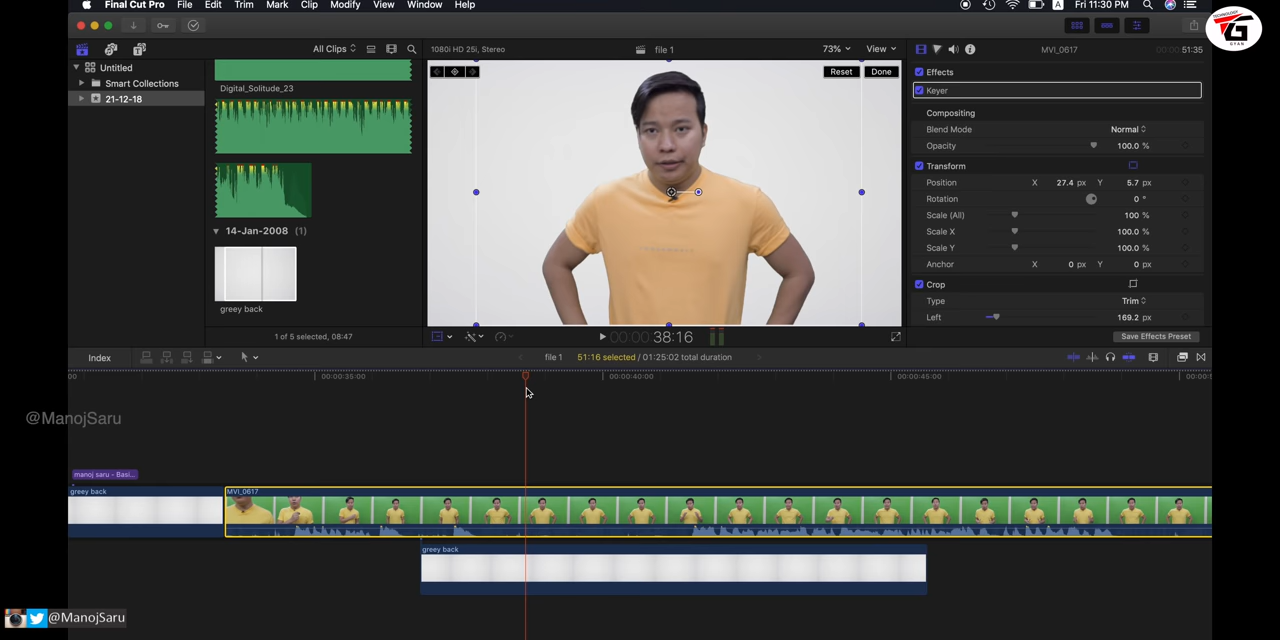 Final Cut Pro File Edit Trim Mark Clip Modify View Window Help
A Fri 11:30 PM
TECHNOLOGY
GYAN
All Clips
1080i HD 25i, Stereo
file 1
73%
View
MVI_0617
00:00:51:35
Untitled
Smart Collections
21-12-18
Digital_Solitude_23
14-Jan-2008 (1)
greey back
1 of 5 selected, 08:47
Reset
Done
00:00:38:16
Effects
Keyer
Compositing
Blend Mode Normal
Opacity 100.0 %
Transform
Position X 27.4 px Y 5.7 px
Rotation 0 °
Scale (All) 100 %
Scale X 100.0 %
Scale Y 100.0 %
Anchor X 0 px Y 0 px
Crop
Type Trim
Left 169.2 px
Save Effects Preset
Index
file 1
51:16 selected / 01:25:02 total duration
00:00:35:00
00:00:40:00
00:00:45:00
@ManojSaru
manoj saru - Basi...
greey back
MVI_0617
greey back
@ManojSaru